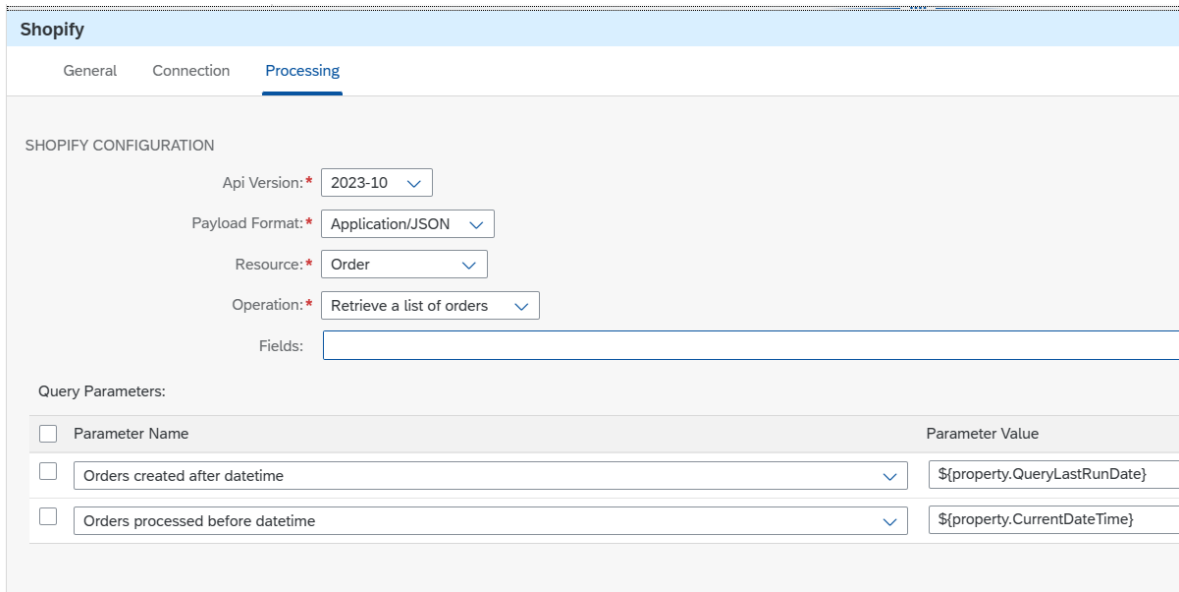 Shopify
General Connection Processing
SHOPIFY CONFIGURATION
Api Version:* 2023-10
Payload Format:* Application/JSON
Resource:* Order
Operation:* Retrieve a list of orders
Fields:
Query Parameters:
Parameter Name Parameter Value
Orders created after datetime ${property.QueryLastRunDate}
Orders processed before datetime ${property.CurrentDateTime}